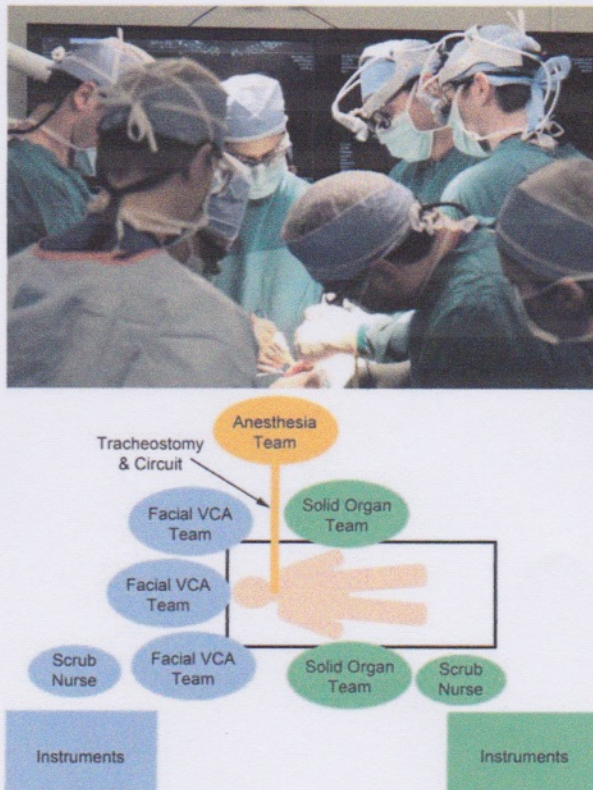 Anesthesia
Team
Tracheostomy
& Circuit
Facial VCA
Team
Solid Organ
Team
Facial VCA
Team
Facial VCA
Team
Solid Organ
Team
Scrub
Nurse
Scrub
Nurse
Instruments
Instruments